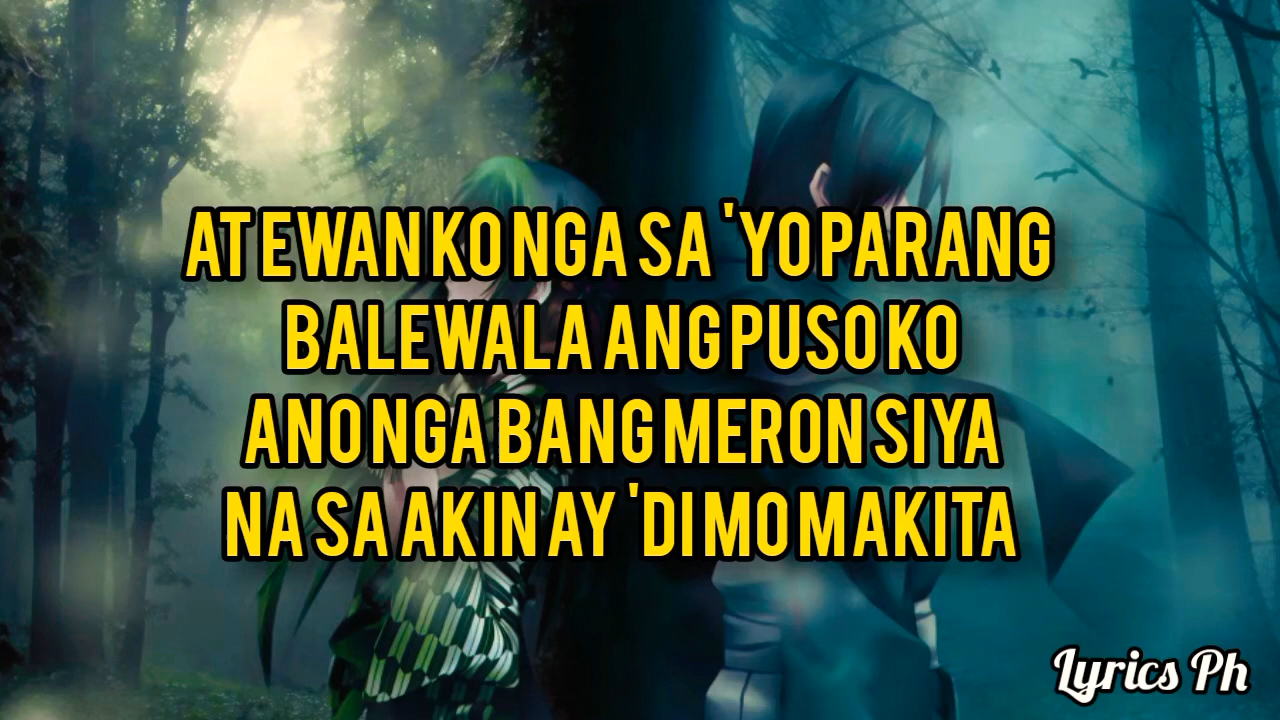 AT EWAN KO NGA SA 'YO PARANG
BALEWALA ANG PUSO KO
ANO NGA BANG MERON SIYA
NA SA AKIN AY 'DI MO MAKITA
Lyrics Ph